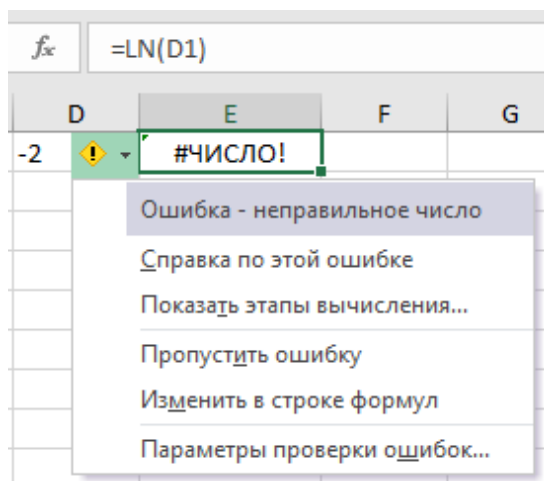 fx =LN(D1)
D E F G
-2 #ЧИСЛО!
Ошибка - неправильное число
Справка по этой ошибке
Показать этапы вычисления...
Пропустить ошибку
Изменить в строке формул
Параметры проверки ошибок...